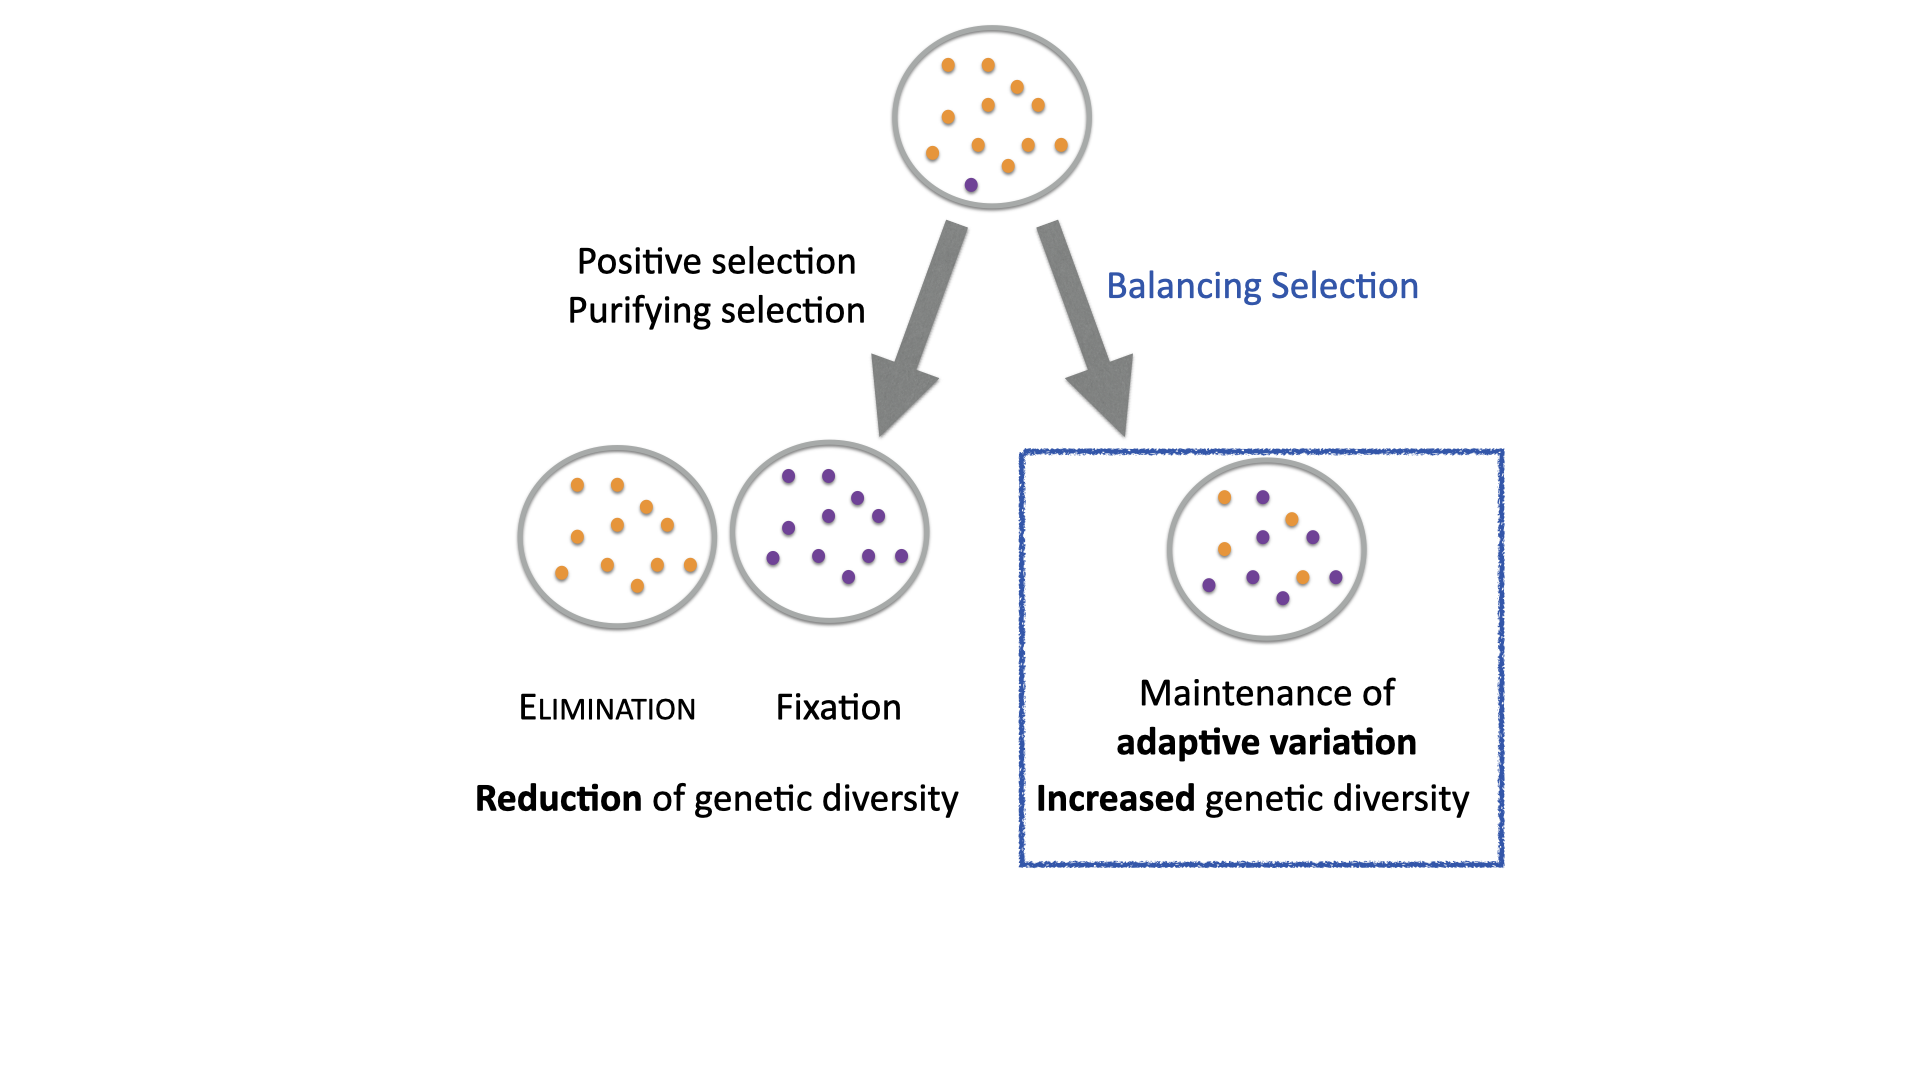 Positive selection
Purifying selection
Balancing Selection
ELIMINATION
Fixation
Reduction of genetic diversity
Maintenance of
adaptive variation
Increased genetic diversity